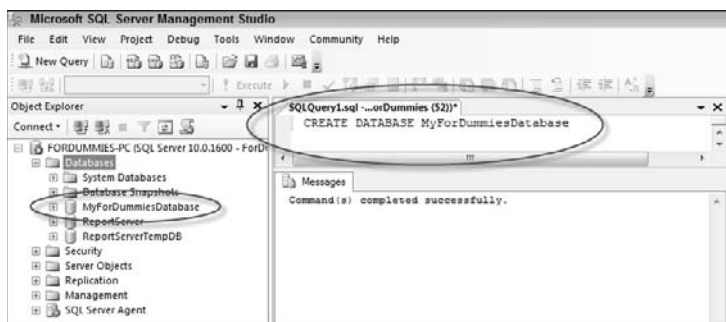 Microsoft SQL Server Management Studio
File Edit View Project Debug Tools Window Community Help
New Query
Execute
Object Explorer
SQLQuery1.sql -...orDummies (52))*
Connect
CREATE DATABASE MyForDummiesDatabase
FORDUMMIES-PC (SQL Server 10.0.1600 - ForD
Databases
System Databases
Database Snapshots
MyForDummiesDatabase
ReportServer
ReportServerTempDB
Security
Server Objects
Replication
Management
SQL Server Agent
Messages
Command(s) completed successfully.